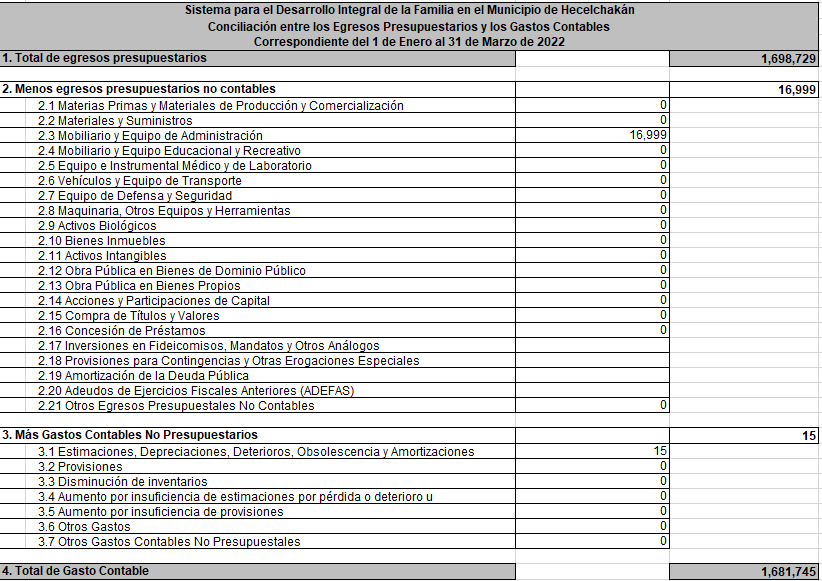 Sistema para el Desarrollo Integral de la Familia en el Municipio de Hecelchakán
Conciliación entre los Egresos Presupuestarios y los Gastos Contables
Correspondiente del 1 de Enero al 31 de Marzo de 2022
1. Total de egresos presupuestarios 1,698,729
2. Menos egresos presupuestarios no contables 16,999
2.1 Materias Primas y Materiales de Producción y Comercialización 0
2.2 Materiales y Suministros 0
2.3 Mobiliario y Equipo de Administración 16,999
2.4 Mobiliario y Equipo Educacional y Recreativo 0
2.5 Equipo e Instrumental Médico y de Laboratorio 0
2.6 Vehículos y Equipo de Transporte 0
2.7 Equipo de Defensa y Seguridad 0
2.8 Maquinaria, Otros Equipos y Herramientas 0
2.9 Activos Biológicos 0
2.10 Bienes Inmuebles 0
2.11 Activos Intangibles 0
2.12 Obra Pública en Bienes de Dominio Público 0
2.13 Obra Pública en Bienes Propios 0
2.14 Acciones y Participaciones de Capital 0
2.15 Compra de Títulos y Valores 0
2.16 Concesión de Préstamos 0
2.17 Inversiones en Fideicomisos, Mandatos y Otros Análogos
2.18 Provisiones para Contingencias y Otras Erogaciones Especiales
2.19 Amortización de la Deuda Pública
2.20 Adeudos de Ejercicios Fiscales Anteriores (ADEFAS)
2.21 Otros Egresos Presupuestales No Contables 0
3. Más Gastos Contables No Presupuestarios 15
3.1 Estimaciones, Depreciaciones, Deterioros, Obsolescencia y Amortizaciones 15
3.2 Provisiones 0
3.3 Disminución de inventarios 0
3.4 Aumento por insuficiencia de estimaciones por pérdida o deterioro u 0
3.5 Aumento por insuficiencia de provisiones 0
3.6 Otros Gastos 0
3.7 Otros Gastos Contables No Presupuestales 0
4. Total de Gasto Contable 1,681,745